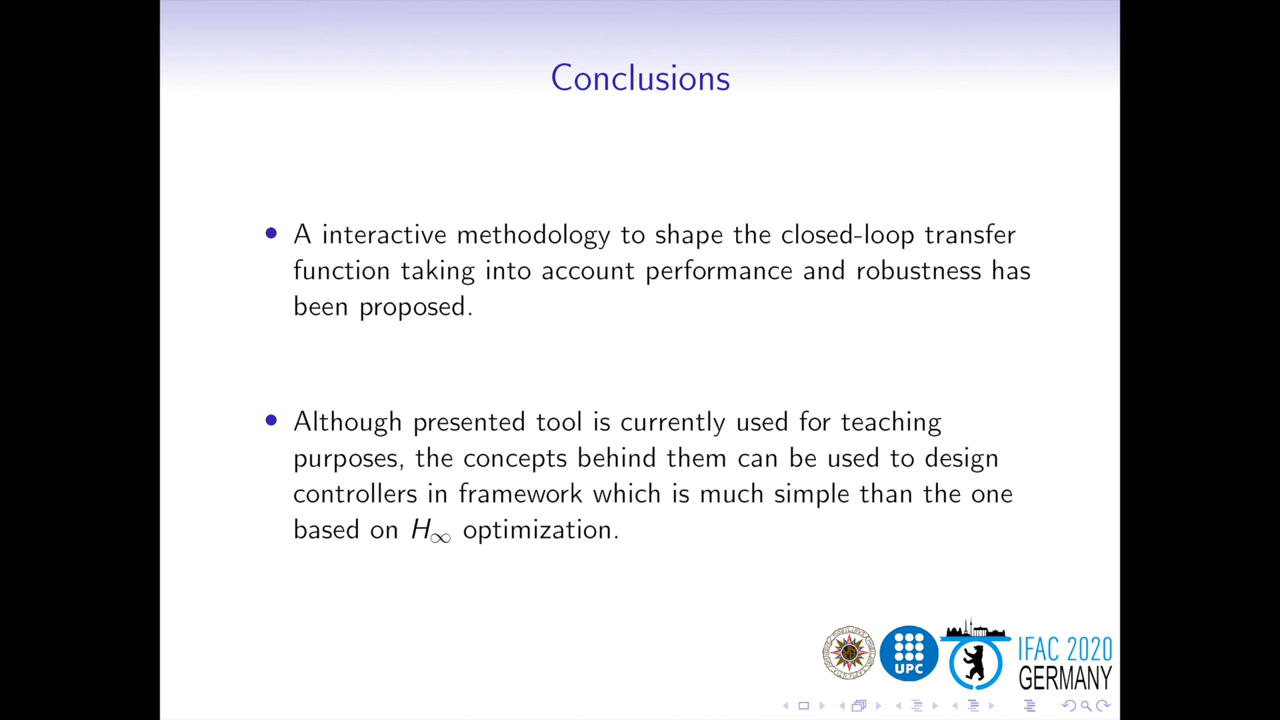 Conclusions
• A interactive methodology to shape the closed-loop transfer
function taking into account performance and robustness has
been proposed.
• Although presented tool is currently used for teaching
purposes, the concepts behind them can be used to design
controllers in framework which is much simple than the one
based on H∞ optimization.
UPC
IFAC 2020
GERMANY